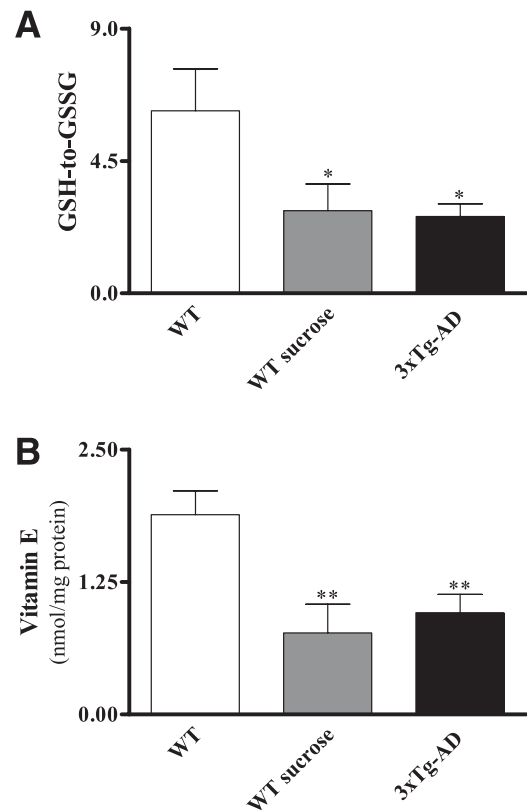 A
GSH-to-GSSG
9.0
4.5
0.0
*
*
WT
WT sucrose
3xTg-AD
B
Vitamin E
(nmol/mg protein)
2.50
1.25
0.00
**
**
WT
WT sucrose
3xTg-AD